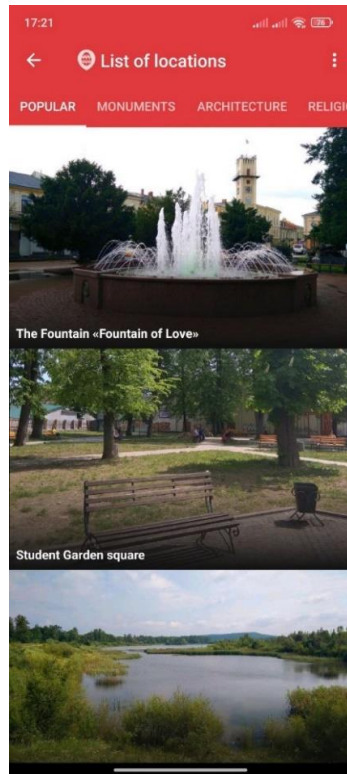 17:21
List of locations
POPULAR MONUMENTS ARCHITECTURE RELIGI
The Fountain «Fountain of Love»
Student Garden square